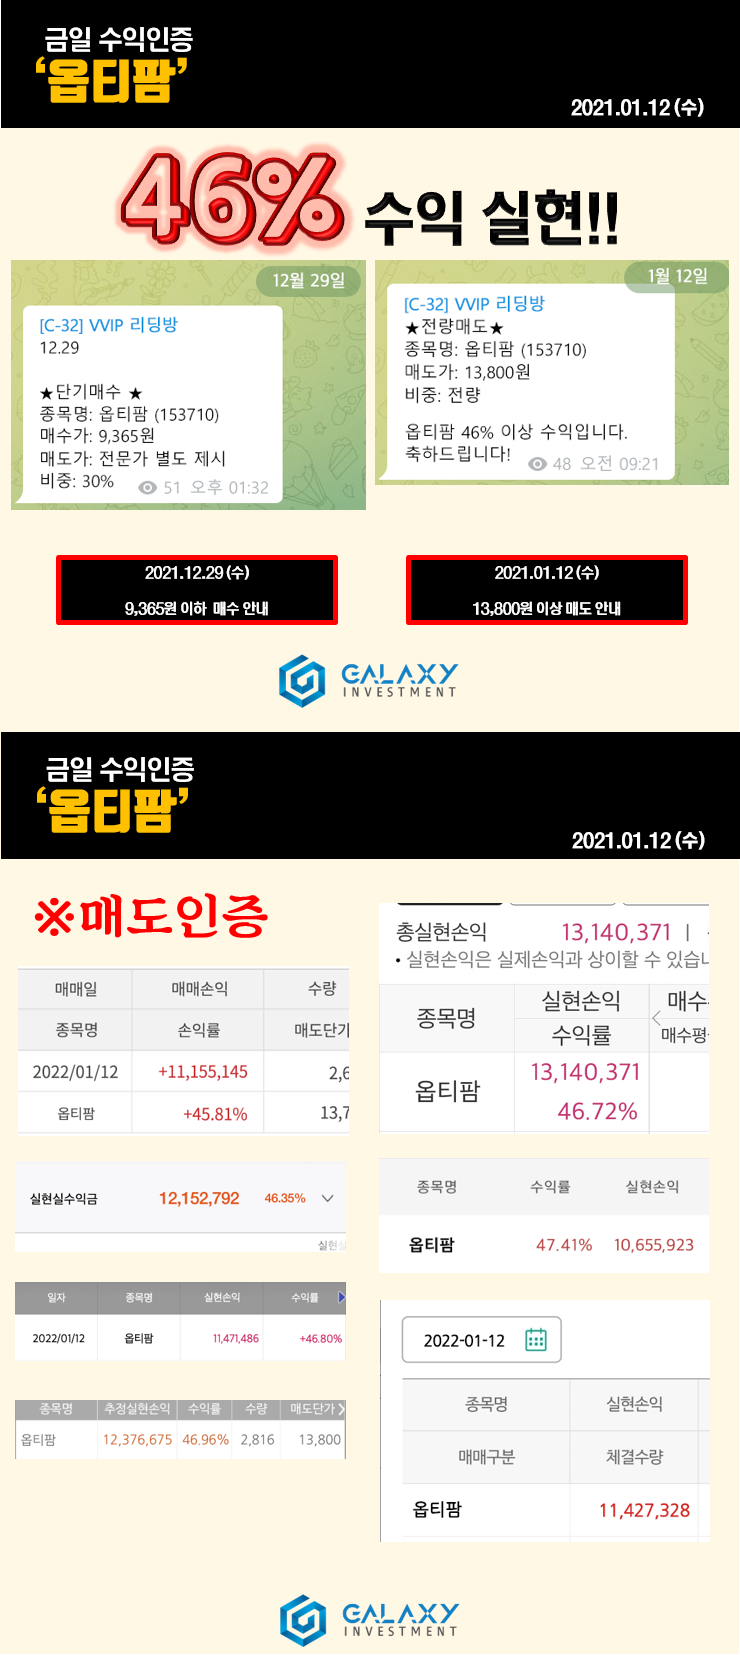 금일 수익인증
‘옵티팜’
2021.01.12 (수)
46% 수익 실현!!
12월 29일
[C-32] VVIP 리딩방
12.29
★단기매수 ★
종목명: 옵티팜 (153710)
매수가: 9,365원
매도가: 전문가 별도 제시
비중: 30%
51 오후 01:32
1월 12일
[C-32] VVIP 리딩방
★전량매도★
종목명: 옵티팜 (153710)
매도가: 13,800원
비중: 전량
옵티팜 46% 이상 수익입니다.
축하드립니다!
48 오전 09:21
2021.12.29 (수)
9,365원 이하 매수 안내
2021.01.12 (수)
13,800원 이상 매도 안내
GALAXY
INVESTMENT
금일 수익인증
‘옵티팜’
2021.01.12 (수)
※매도인증
매매일 매매손익 수량
종목명 손익률 매도단가
2022/01/12 +11,155,145 2,6
옵티팜 +45.81% 13,7
실현실수익금 12,152,792 46.35%
실현실
일자 종목명 실현손익 수익률
2022/01/12 옵티팜 11,471,486 +46.80%
종목명 추정실현손익 수익률 수량 매도단가
옵티팜 12,376,675 46.96% 2,816 13,800
총실현손익 13,140,371
• 실현손익은 실제손익과 상이할 수 있습니
종목명 실현손익 매수
수익률 매수평
옵티팜 13,140,371
46.72%
종목명 수익률 실현손익
옵티팜 47.41% 10,655,923
2022-01-12
종목명 실현손익
매매구분 체결수량
옵티팜 11,427,328
GALAXY
INVESTMENT